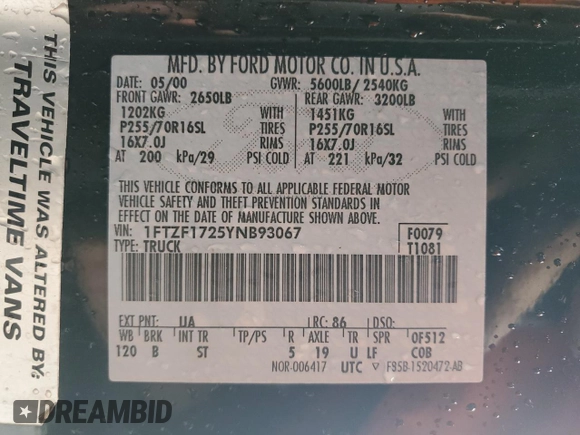 THIS VEHICLE WAS ALTERED BY:
TRAVELTIME VANS
MFD. BY FORD MOTOR CO. IN U.S.A.
DATE: 05/00 GVWR: 5600LB/ 2540KG
FRONT GAWR: 2650LB REAR GAWR: 3200LB
1202KG WITH 1451KG WITH
P255/70R16SL TIRES P255/70R16SL TIRES
16X7.0J RIMS 16X7.0J RIMS
AT 200 kPa/29 PSI COLD AT 221 kPa/32 PSI COLD
THIS VEHICLE CONFORMS TO ALL APPLICABLE FEDERAL MOTOR
VEHICLE SAFETY AND THEFT PREVENTION STANDARDS IN
EFFECT ON THE DATE OF MANUFACTURE SHOWN ABOVE.
VIN: 1FTZF1725YNB93067 F0079
TYPE: TRUCK T1081
EXT PNT: UA RC: 86 DSO:
WB BRK INT TR TP/PS R AXLE TR SPR OF512
120 B ST 5 19 U LF COB
NOR-006417 UTC F85B-1520472-AB
DREAMBID